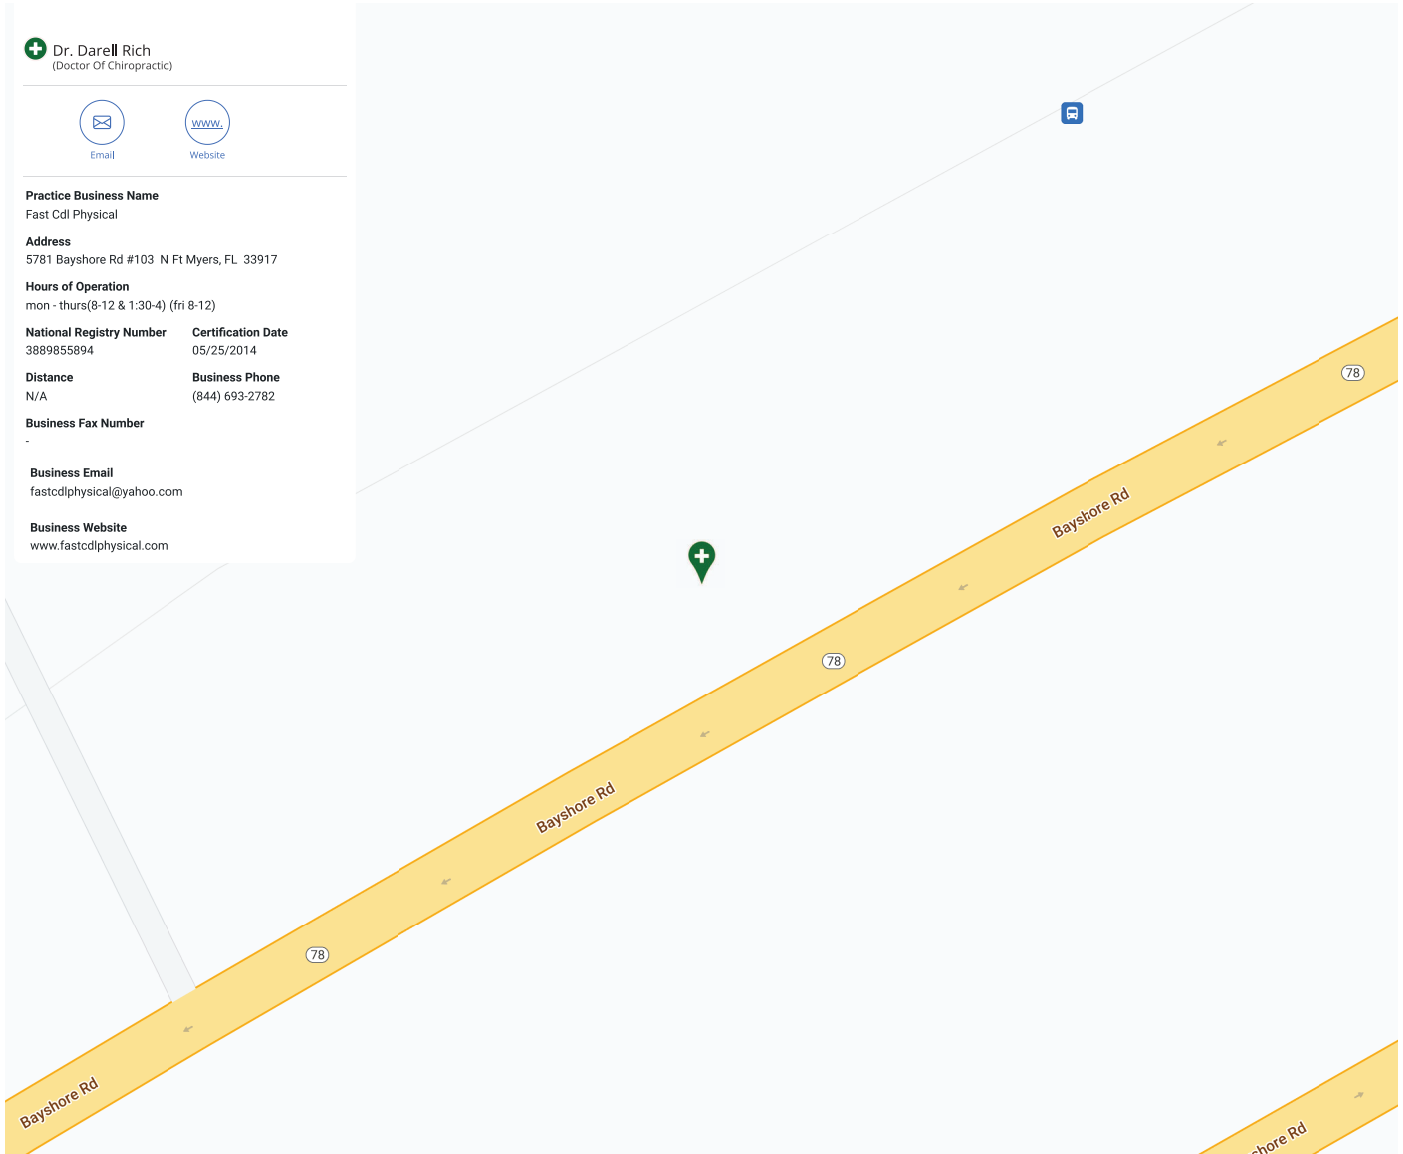 Dr. Darell Rich
(Doctor Of Chiropractic)
www.
Email
Website
Practice Business Name
Fast Cdl Physical
Address
5781 Bayshore Rd #103  N Ft Myers, FL  33917
Hours of Operation
mon - thurs(8-12 & 1:30-4) (fri 8-12)
National Registry Number
Certification Date
3889855894
05/25/2014
Distance
Business Phone
N/A
(844) 693-2782
Business Fax Number
-
Business Email
fastcdlphysical@yahoo.com
Business Website
www.fastcdlphysical.com
78
Bayshore Rd
78
Bayshore Rd
78
Bayshore Rd
shore Rd